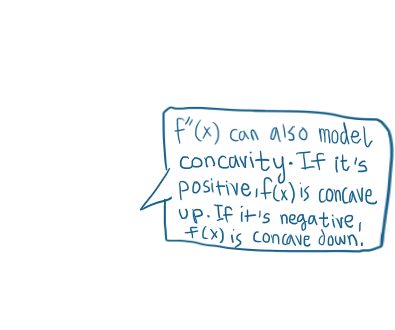 f"(x) can also model
concavity. If it's
positive, f(x) is concave
up. If it's negative,
f(x) is concave down.